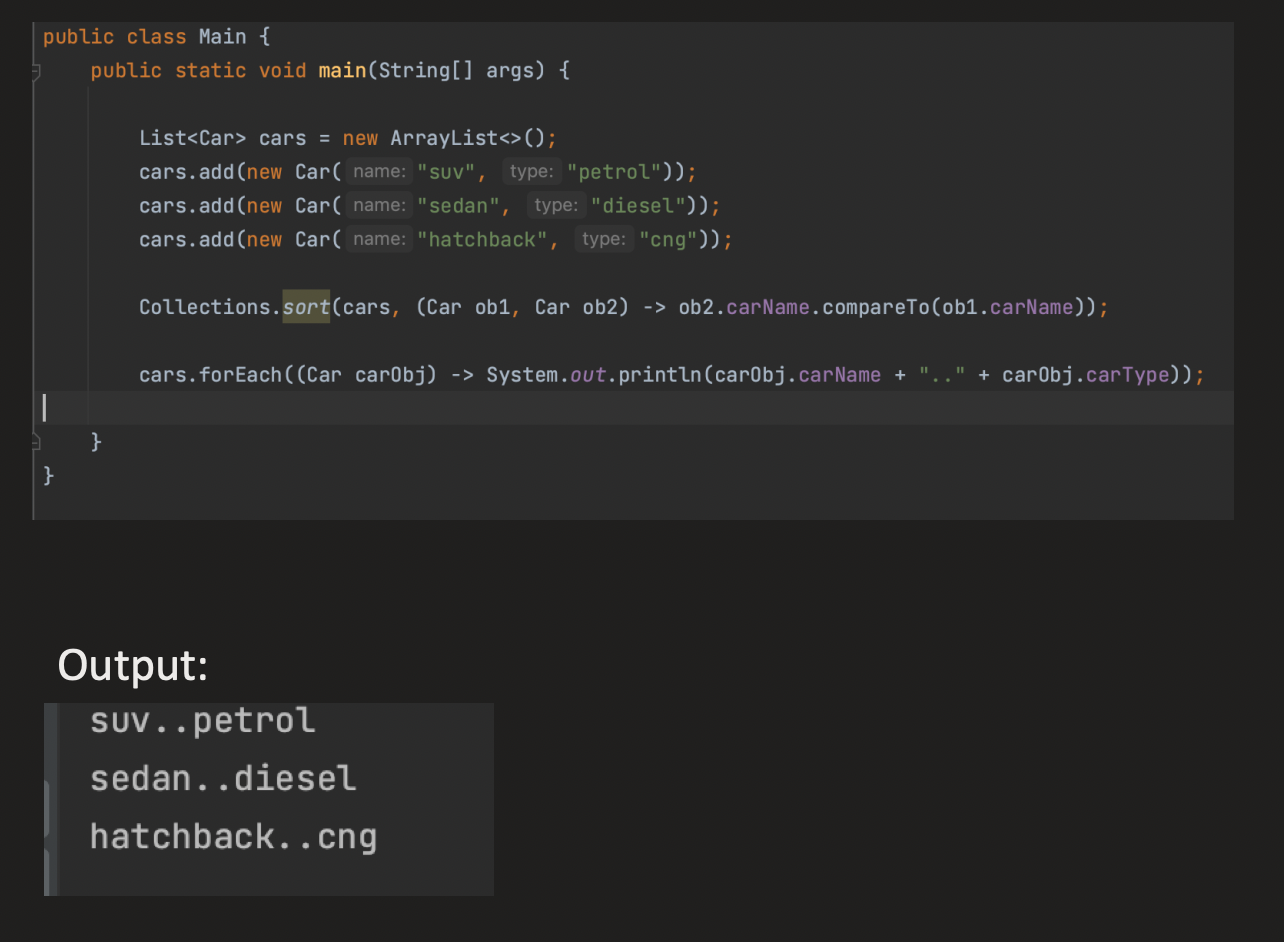 public class Main {
public static void main(String[] args) {
List<Car> cars = new ArrayList<>();
cars.add(new Car( name: "suv", type: "petrol"));
cars.add(new Car( name: "sedan", type: "diesel"));
cars.add(new Car( name: "hatchback", type: "cng"));
Collections.sort(cars, (Car ob1, Car ob2) -> ob2.carName.compareTo(ob1.carName));
cars.forEach((Car carObj) -> System.out.println(carObj.carName + ".." + carObj.carType));
}
}
Output:
suv..petrol
sedan..diesel
hatchback..cng